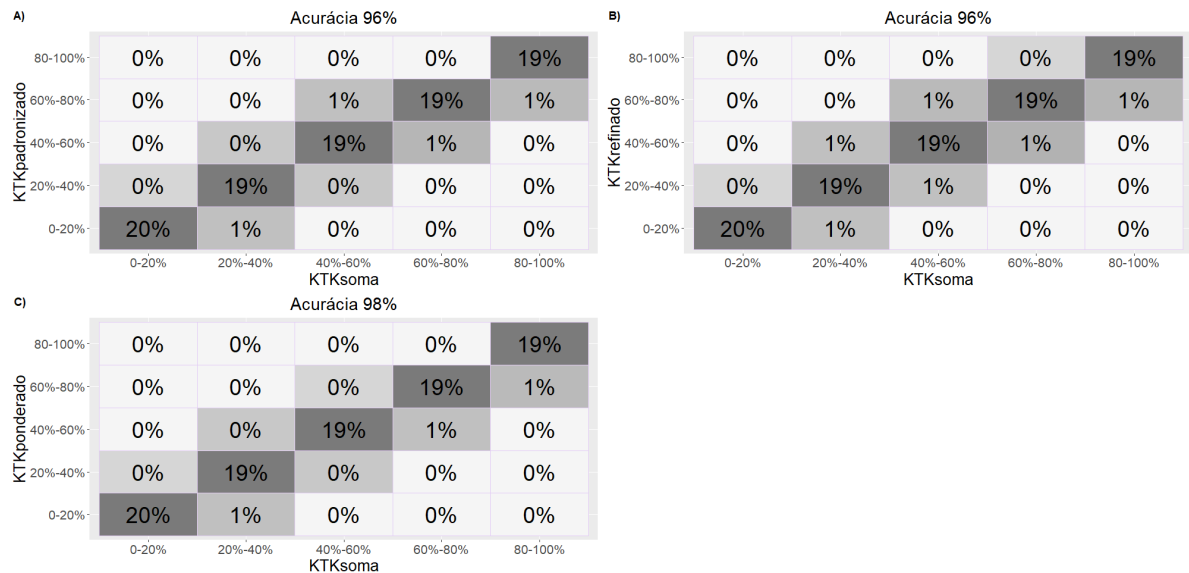 A)
Acurácia 96%
KTKpadronizado
80-100% 0% 0% 0% 0% 19%
60%-80% 0% 0% 1% 19% 1%
40%-60% 0% 0% 19% 1% 0%
20%-40% 0% 19% 0% 0% 0%
0-20% 20% 1% 0% 0% 0%
0-20% 20%-40% 40%-60% 60%-80% 80-100%
KTKsoma
B)
Acurácia 96%
KTKrefinado
80-100% 0% 0% 0% 0% 19%
60%-80% 0% 0% 1% 19% 1%
40%-60% 0% 1% 19% 1% 0%
20%-40% 0% 19% 1% 0% 0%
0-20% 20% 1% 0% 0% 0%
0-20% 20%-40% 40%-60% 60%-80% 80-100%
KTKsoma
C)
Acurácia 98%
KTKponderado
80-100% 0% 0% 0% 0% 19%
60%-80% 0% 0% 0% 19% 1%
40%-60% 0% 0% 19% 1% 0%
20%-40% 0% 19% 0% 0% 0%
0-20% 20% 1% 0% 0% 0%
0-20% 20%-40% 40%-60% 60%-80% 80-100%
KTKsoma